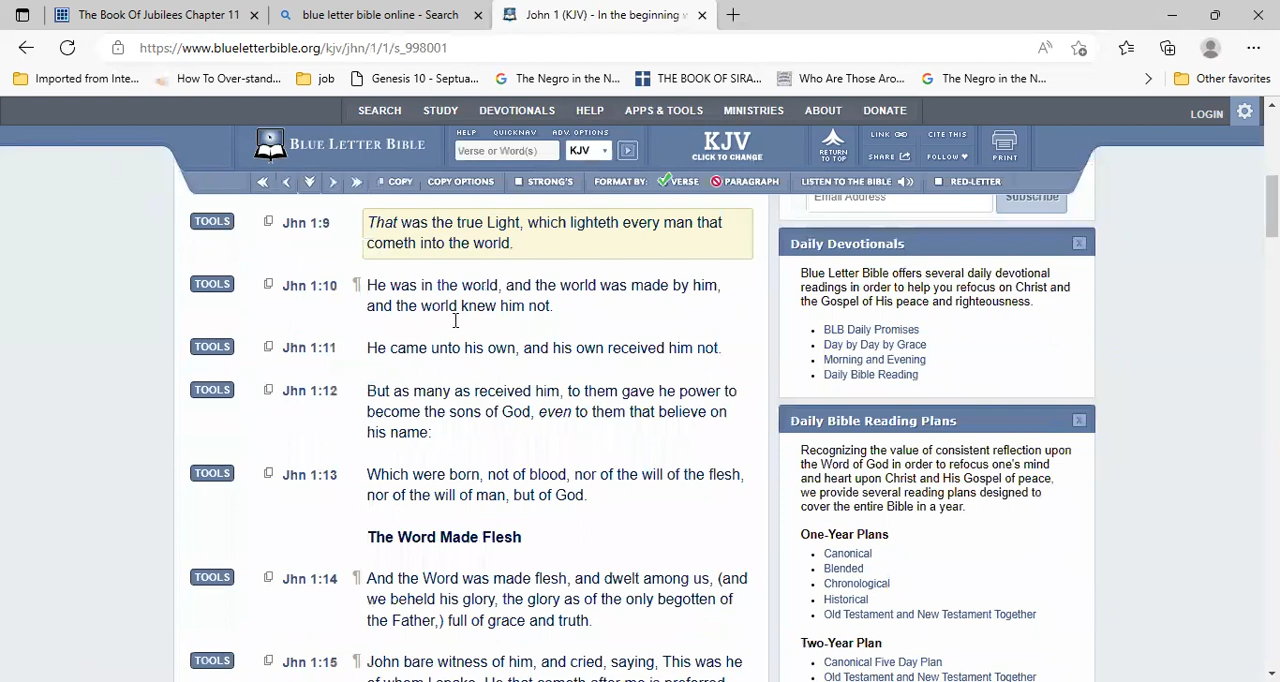 The Book Of Jubilees Chapter 11
blue letter bible online - Search
John 1 (KJV) - In the beginning
https://www.blueletterbible.org/kjv/jhn/1/1/s_998001
Imported from Inte...
How To Over-stand...
job
Genesis 10 - Septua...
The Negro in the N...
THE BOOK OF SIRA...
Who Are Those Aro...
The Negro in the N...
Other favorites
SEARCH STUDY DEVOTIONALS HELP APPS & TOOLS MINISTRIES ABOUT DONATE
LOGIN
BLUE LETTER BIBLE
HELP QUICKNAV ADV. OPTIONS
Verse or Word(s)
KJV
KJV
CLICK TO CHANGE
RETURN
TO TOP
LINK CITE THIS
SHARE FOLLOW
PRINT
COPY COPY OPTIONS STRONG'S FORMAT BY: VERSE PARAGRAPH LISTEN TO THE BIBLE RED-LETTER
TOOLS Jhn 1:9 That was the true Light, which lighteth every man that
cometh into the world.
TOOLS Jhn 1:10 ¶ He was in the world, and the world was made by him,
and the world knew him not.
TOOLS Jhn 1:11 He came unto his own, and his own received him not.
TOOLS Jhn 1:12 But as many as received him, to them gave he power to
become the sons of God, even to them that believe on
his name:
TOOLS Jhn 1:13 Which were born, not of blood, nor of the will of the flesh,
nor of the will of man, but of God.
The Word Made Flesh
TOOLS Jhn 1:14 ¶ And the Word was made flesh, and dwelt among us, (and
we beheld his glory, the glory as of the only begotten of
the Father,) full of grace and truth.
TOOLS Jhn 1:15 ¶ John bare witness of him, and cried, saying, This was he
of whom I spake, He that cometh after me is preferred
Email Address
Subscribe
Daily Devotionals
Blue Letter Bible offers several daily devotional
readings in order to help you refocus on Christ and
the Gospel of His peace and righteousness.
BLB Daily Promises
Day by Day by Grace
Morning and Evening
Daily Bible Reading
Daily Bible Reading Plans
Recognizing the value of consistent reflection upon
the Word of God in order to refocus one's mind
and heart upon Christ and His Gospel of peace,
we provide several reading plans designed to
cover the entire Bible in a year.
One-Year Plans
Canonical
Blended
Chronological
Historical
Old Testament and New Testament Together
Two-Year Plan
Canonical Five Day Plan
Old Testament and New Testament Together